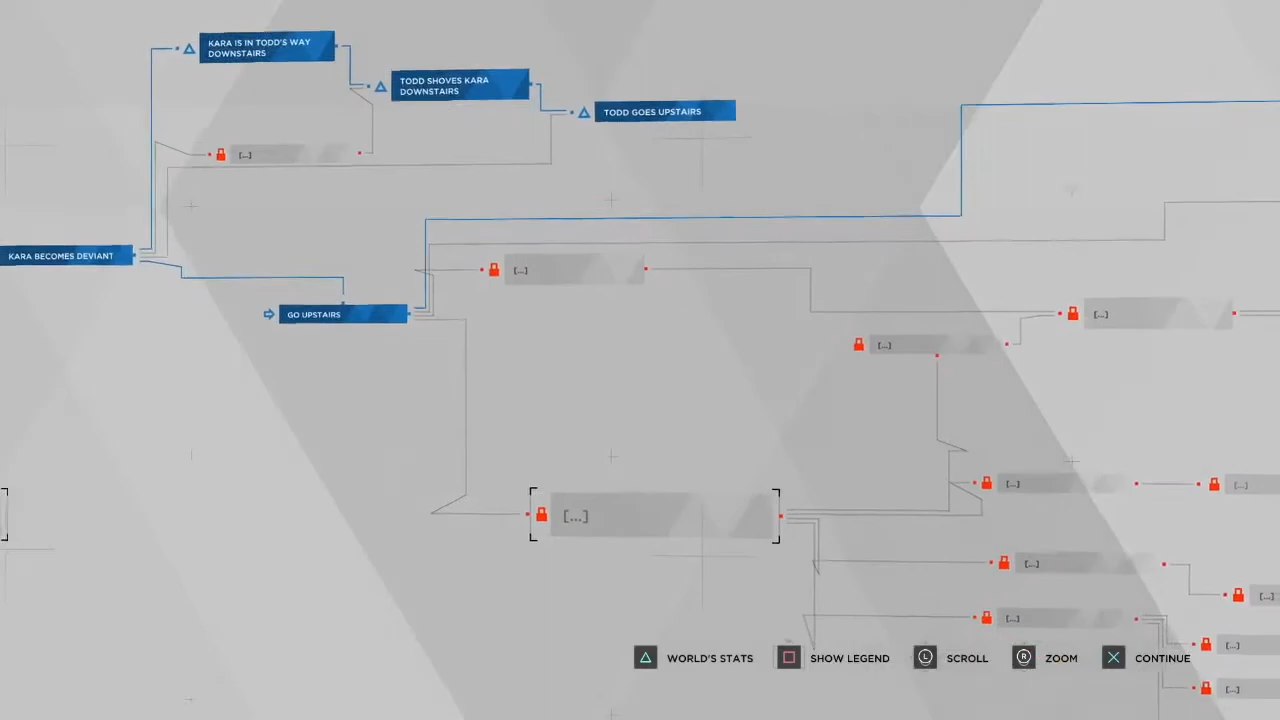 KARA IS IN TODD'S WAY
DOWNSTAIRS
TODD SHOVES KARA
DOWNSTAIRS
TODD GOES UPSTAIRS
[...]
KARA BECOMES DEVIANT
[...]
GO UPSTAIRS
[...]
[...]
[...]
[...]
[...]
[...]
[...]
[...]
[...]
WORLD'S STATS
SHOW LEGEND
L
SCROLL
R
ZOOM
CONTINUE
[...]